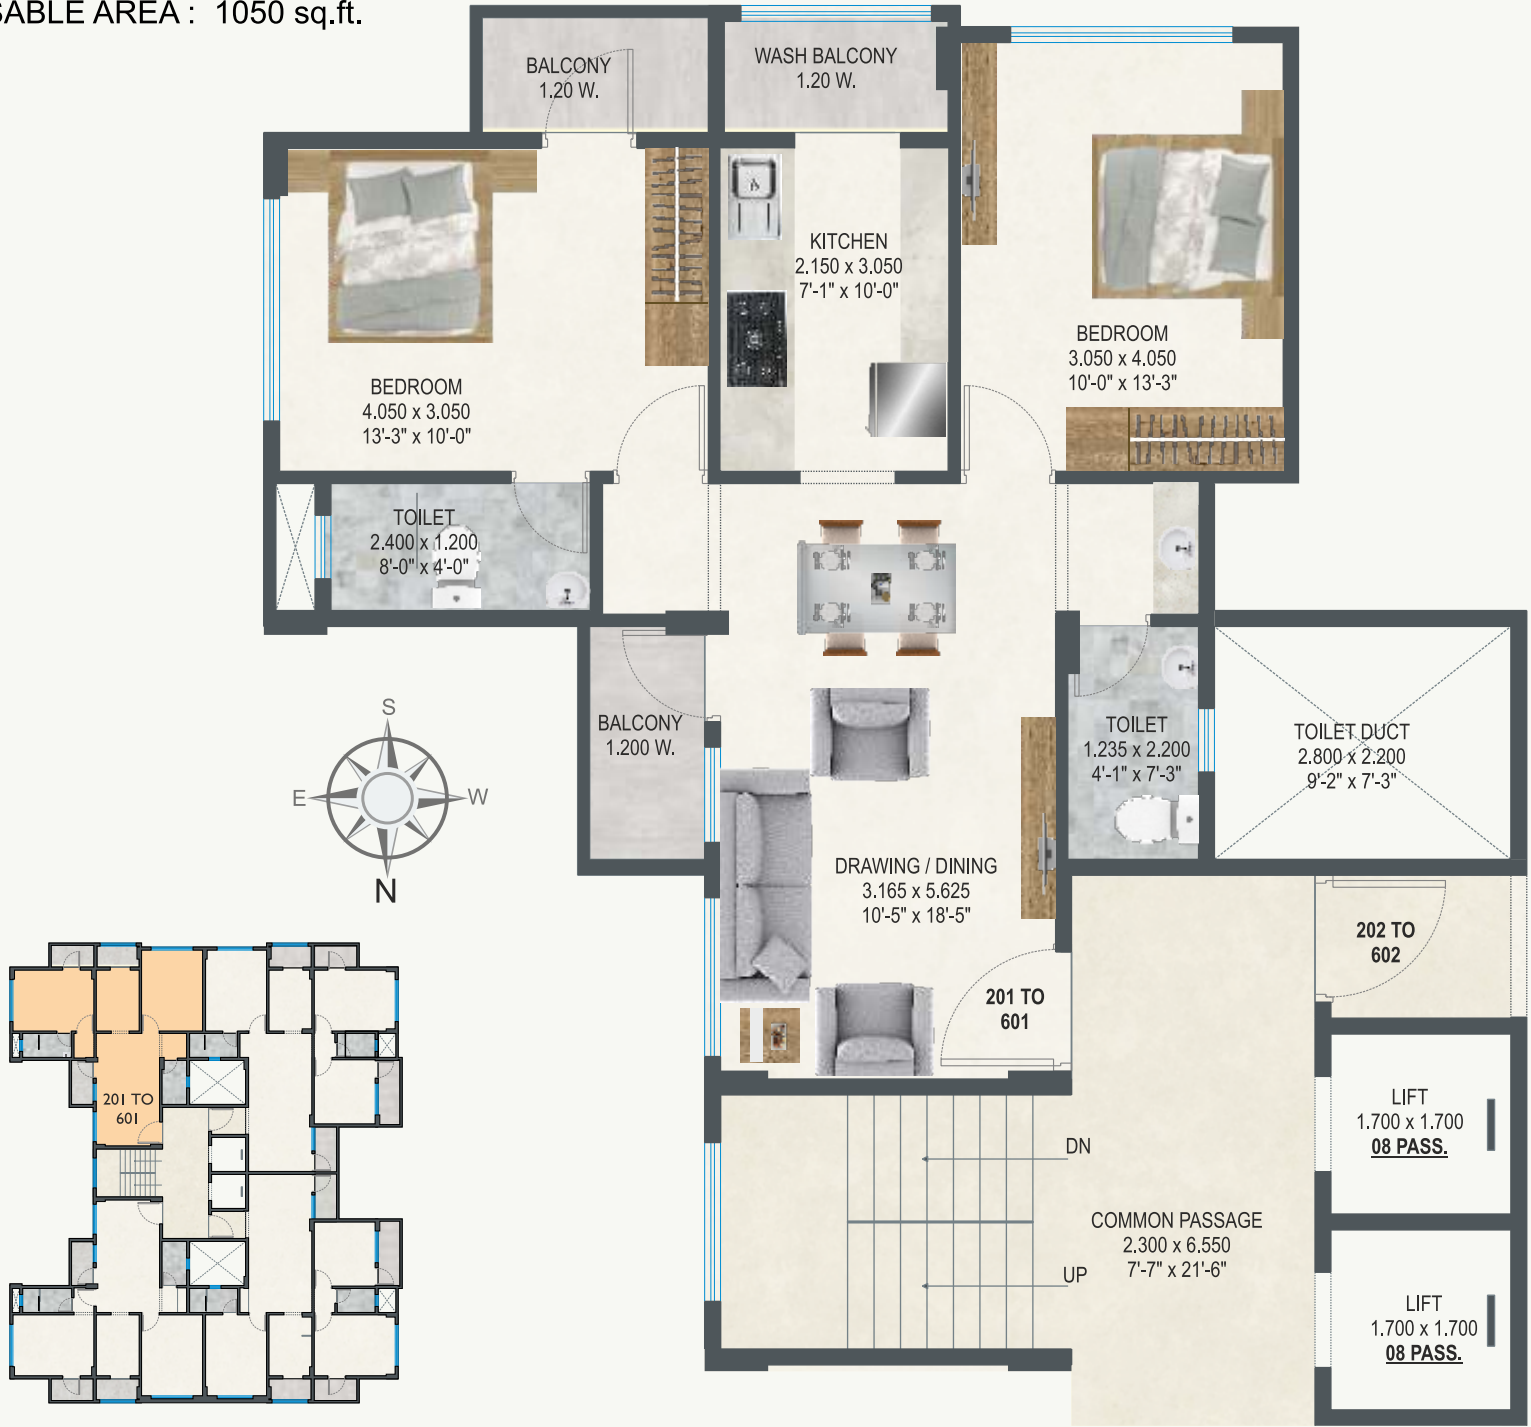 SABLE AREA : 1050 sq.ft.
BALCONY
1.20 W.
WASH BALCONY
1.20 W.
KITCHEN
2.150 x 3.050
7'-1" x 10'-0"
BEDROOM
3.050 x 4.050
10'-0" x 13'-3"
BEDROOM
4.050 x 3.050
13'-3" x 10'-0"
TOILET
2.400 x 1.200
8'-0" x 4'-0"
BALCONY
1.200 W.
TOILET
1.235 x 2.200
4'-1" x 7'-3"
TOILET DUCT
2.800 x 2.200
9'-2" x 7'-3"
S
E
W
N
DRAWING / DINING
3.165 x 5.625
10'-5" x 18'-5"
201 TO
601
202 TO
602
201 TO
601
LIFT
1.700 x 1.700
08 PASS.
DN
UP
COMMON PASSAGE
2.300 x 6.550
7'-7" x 21'-6"
LIFT
1.700 x 1.700
08 PASS.